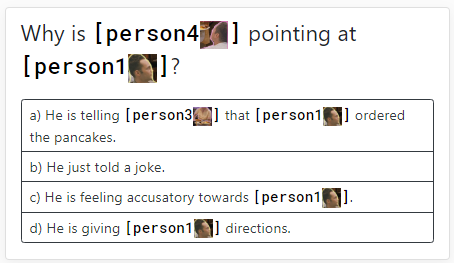 Why is [person4] pointing at
[person1]?
a) He is telling [person3] that [person1] ordered
the pancakes.
b) He just told a joke.
c) He is feeling accusatory towards [person1].
d) He is giving [person1] directions.